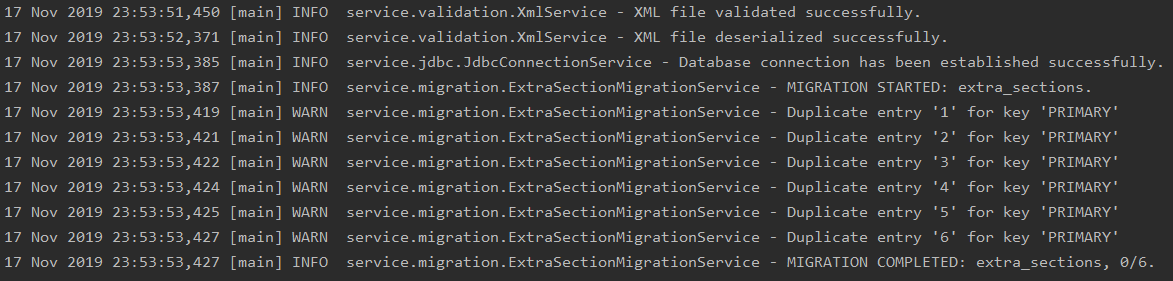 17 Nov 2019 23:53:51,450 [main] INFO  service.validation.XmlService - XML file validated successfully.
17 Nov 2019 23:53:52,371 [main] INFO  service.validation.XmlService - XML file deserialized successfully.
17 Nov 2019 23:53:53,385 [main] INFO  service.jdbc.JdbcConnectionService - Database connection has been established successfully.
17 Nov 2019 23:53:53,387 [main] INFO  service.migration.ExtraSectionMigrationService - MIGRATION STARTED: extra_sections.
17 Nov 2019 23:53:53,419 [main] WARN  service.migration.ExtraSectionMigrationService - Duplicate entry '1' for key 'PRIMARY'
17 Nov 2019 23:53:53,421 [main] WARN  service.migration.ExtraSectionMigrationService - Duplicate entry '2' for key 'PRIMARY'
17 Nov 2019 23:53:53,422 [main] WARN  service.migration.ExtraSectionMigrationService - Duplicate entry '3' for key 'PRIMARY'
17 Nov 2019 23:53:53,424 [main] WARN  service.migration.ExtraSectionMigrationService - Duplicate entry '4' for key 'PRIMARY'
17 Nov 2019 23:53:53,425 [main] WARN  service.migration.ExtraSectionMigrationService - Duplicate entry '5' for key 'PRIMARY'
17 Nov 2019 23:53:53,427 [main] WARN  service.migration.ExtraSectionMigrationService - Duplicate entry '6' for key 'PRIMARY'
17 Nov 2019 23:53:53,427 [main] INFO  service.migration.ExtraSectionMigrationService - MIGRATION COMPLETED: extra_sections, 0/6.